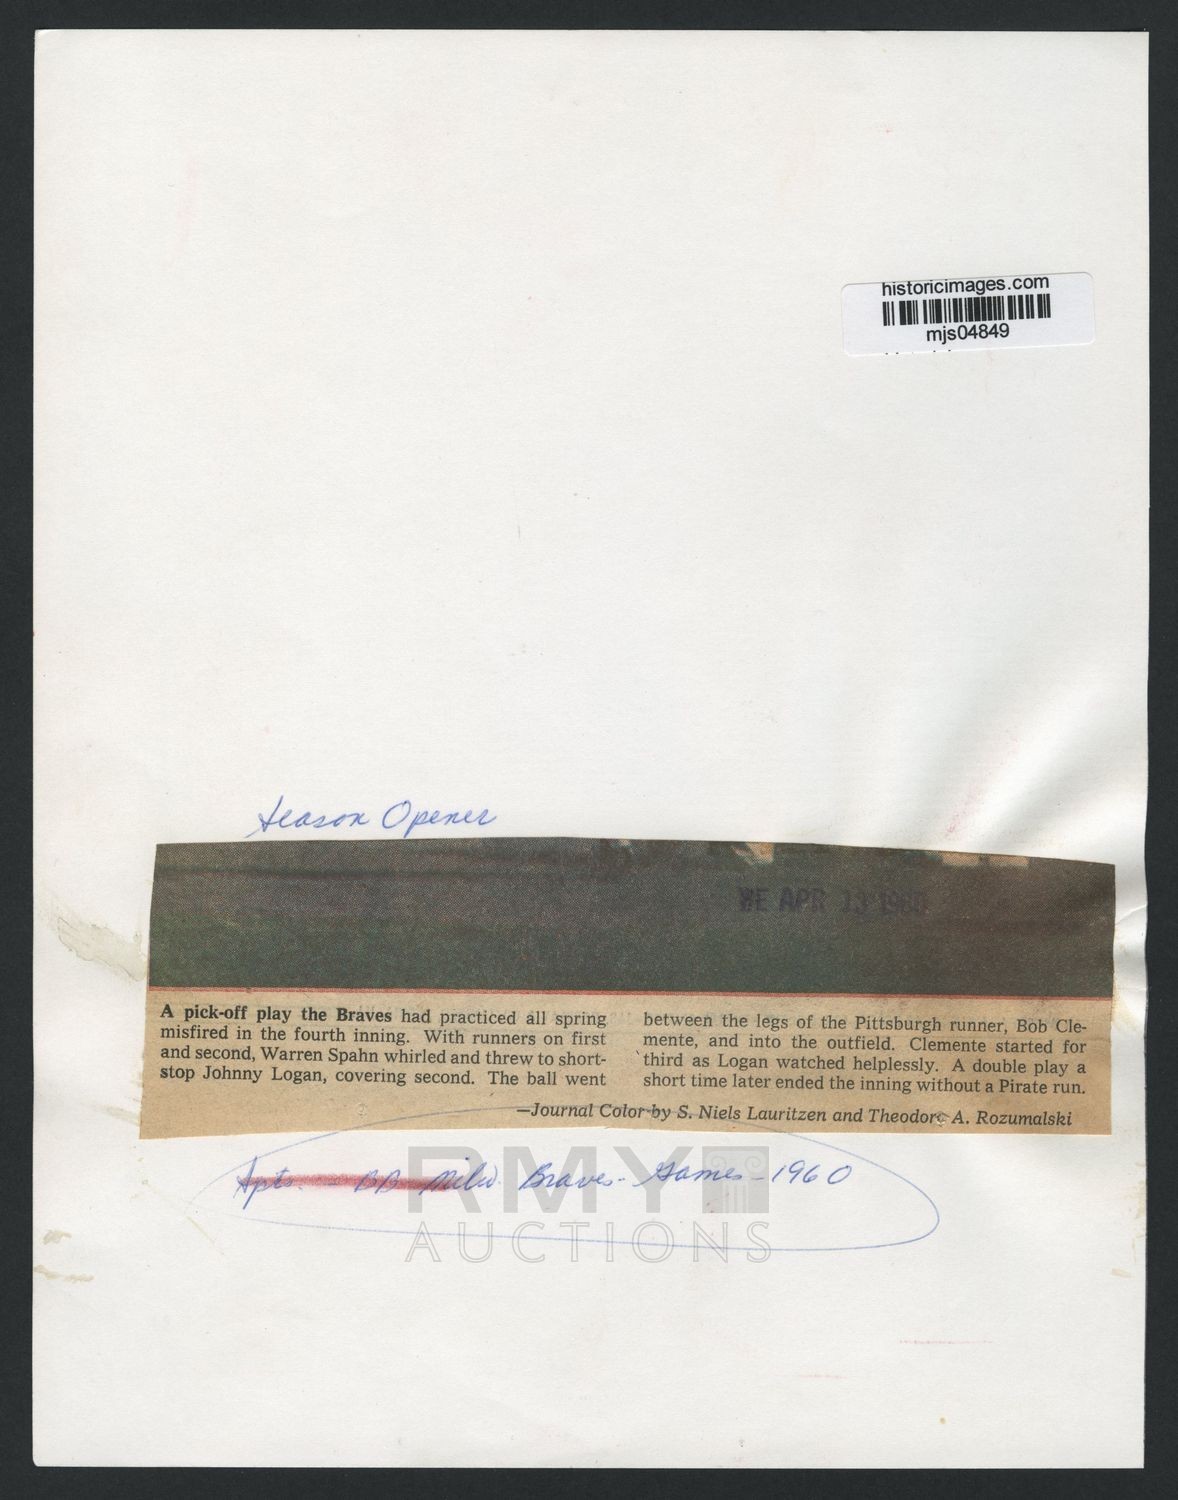 historicimages.com
mjs04849
Season Opener
WE APR 13 1960
A pick-off play the Braves had practiced all spring
misfired in the fourth inning. With runners on first
and second, Warren Spahn whirled and threw to short-
stop Johnny Logan, covering second. The ball went
between the legs of the Pittsburgh runner, Bob Cle-
mente, and into the outfield. Clemente started for
third as Logan watched helplessly. A double play a
short time later ended the inning without a Pirate run.
—Journal Color by S. Niels Lauritzen and Theodore A. Rozumalski
Spts. - BB Milw. Braves - Games - 1960
RMY
AUCTIONS